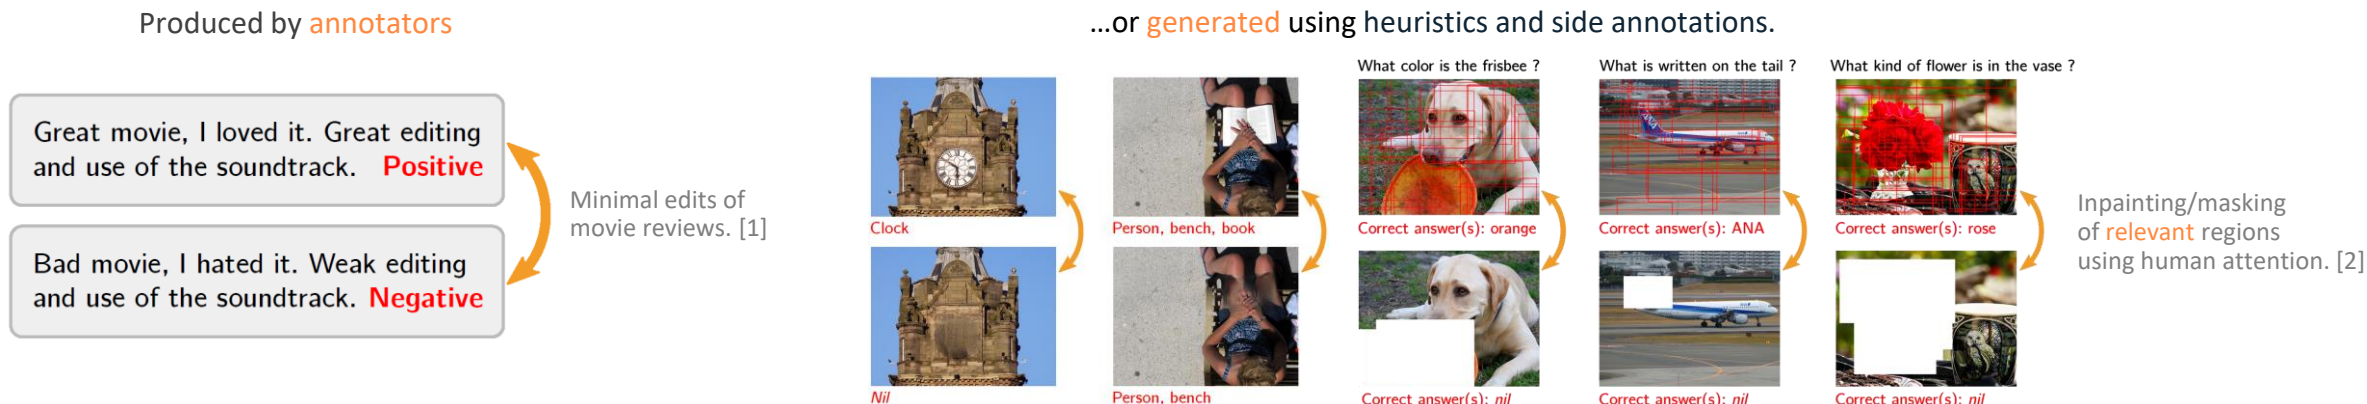 Produced by annotators
Great movie, I loved it. Great editing
and use of the soundtrack. Positive
Bad movie, I hated it. Weak editing
and use of the soundtrack. Negative
Minimal edits of
movie reviews. [1]
...or generated using heuristics and side annotations.
What color is the frisbee ?
What is written on the tail ?
What kind of flower is in the vase ?
Clock
Person, bench, book
Correct answer(s): orange
ANA
Correct answer(s): ANA
Correct answer(s): rose
Nil
Person, bench
Correct answer(s): nil
Correct answer(s): nil
Correct answer(s): nil
Inpainting/masking
of relevant regions
using human attention. [2]